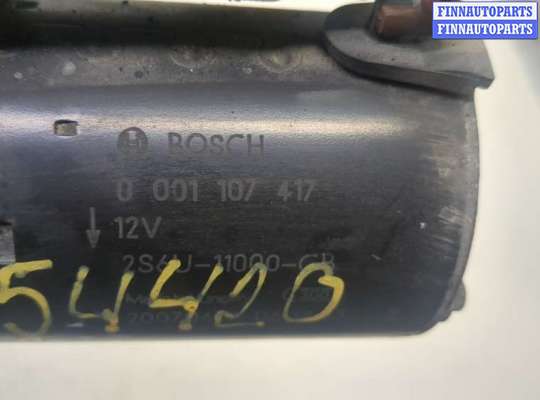 FINNAUTOPARTS
FINNAUTOPARTS
BOSCH
0 001 107 417
12V
2S6U-11000-CB
54420